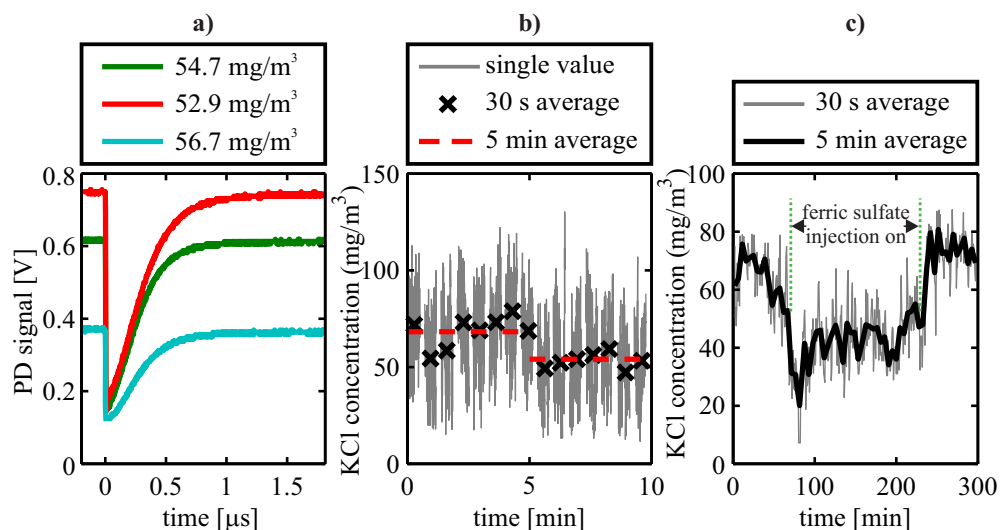 a)
54.7 mg/m³
52.9 mg/m³
56.7 mg/m³
PD signal [V]
0.8
0.6
0.4
0.2
0
0
0.5
1
1.5
time [µs]
b)
single value
30 s average
5 min average
KCl concentration (mg/m³)
150
100
50
0
0
5
10
time [min]
c)
30 s average
5 min average
KCl concentration (mg/m³)
100
80
60
40
20
0
ferric sulfate
injection on
0
100
200
300
time [min]